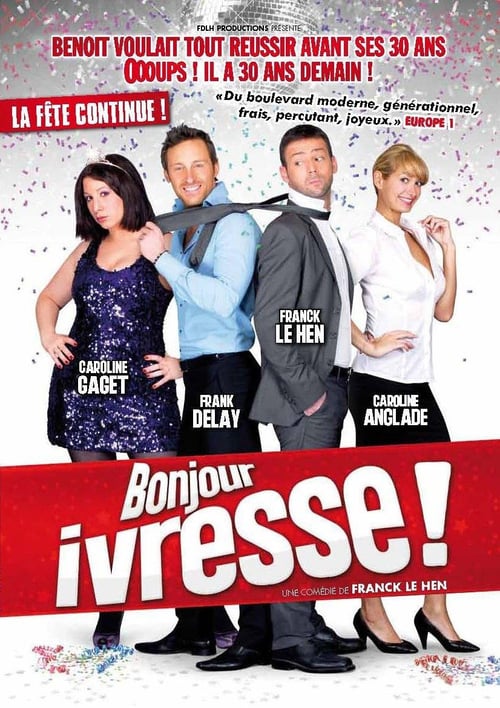 FDLH PRODUCTIONS PRÉSENTE
BENOIT VOULAIT TOUT REUSSIR AVANT SES 30 ANS
OOOUPS ! IL A 30 ANS DEMAIN !
LA FÊTE CONTINUE !
«Du boulevard moderne, générationnel,
frais, percutant, joyeux.» EUROPE 1
FRANCK
LE HEN
CAROLINE
GAGET
FRANK
DELAY
CAROLINE
ANGLADE
Bonjour
ivresse !
UNE COMÉDIE DE FRANCK LE HEN